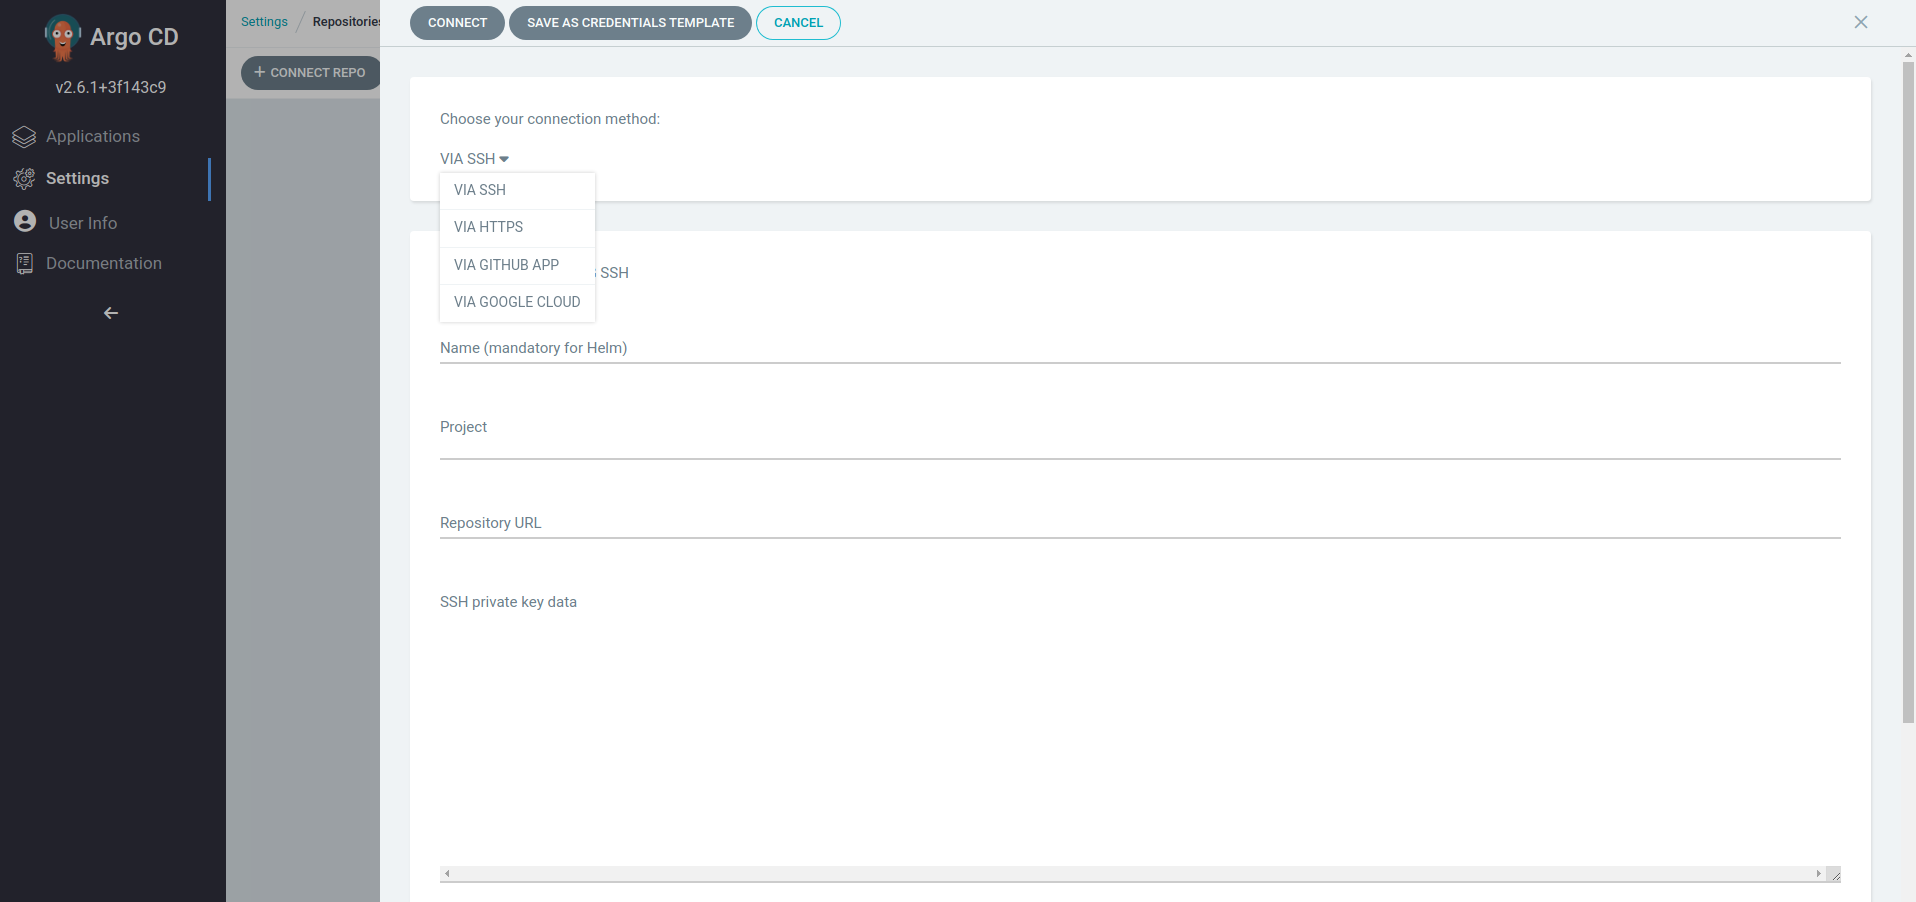 Argo CD
v2.6.1+3f143c9
Applications
Settings
User Info
Documentation
Settings / Repositories
+ CONNECT REPO
CONNECT
SAVE AS CREDENTIALS TEMPLATE
CANCEL
Choose your connection method:
VIA SSH
VIA SSH
VIA HTTPS
VIA GITHUB APP
VIA GOOGLE CLOUD
SSH
Name (mandatory for Helm)
Project
Repository URL
SSH private key data